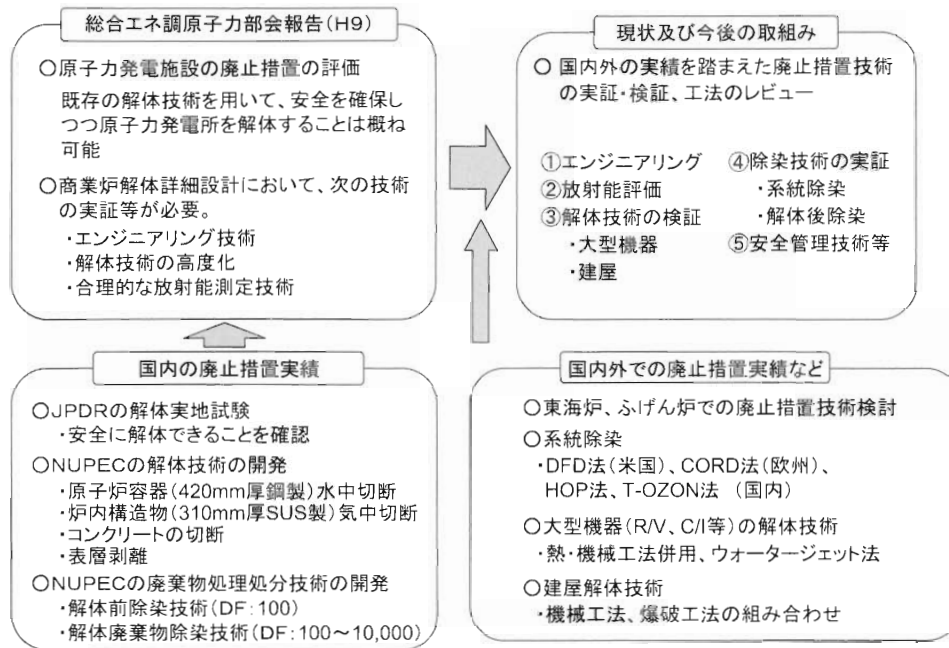 総合エネ調原子力部会報告(H9)
○原子力発電施設の廃止措置の評価
既存の解体技術を用いて、安全を確保し
つつ原子力発電所を解体することは概ね
可能
○商業炉解体詳細設計において、次の技術
の実証等が必要。
・エンジニアリング技術
・解体技術の高度化
・合理的な放射能測定技術
現状及び今後の取組み
○ 国内外の実績を踏まえた廃止措置技術
の実証・検証、工法のレビュー
①エンジニアリング
②放射能評価
③解体技術の検証
・大型機器
・建屋
④除染技術の実証
・系統除染
・解体後除染
⑤安全管理技術等
国内の廃止措置実績
○JPDRの解体実地試験
・安全に解体できることを確認
○NUPECの解体技術の開発
・原子炉容器(420mm厚鋼製)水中切断
・炉内構造物(310mm厚SUS製)気中切断
・コンクリートの切断
・表層剥離
○NUPECの廃棄物処理処分技術の開発
・解体前除染技術(DF:100)
・解体廃棄物除染技術(DF:100~10,000)
国内外での廃止措置実績など
○東海炉、ふげん炉での廃止措置技術検討
○系統除染
・DFD法(米国)、CORD法(欧州)、
HOP法、T-OZON法 (国内)
○大型機器(R/V、C/I等)の解体技術
・熱・機械工法併用、ウォータージェット法
○建屋解体技術
・機械工法、爆破工法の組み合わせ